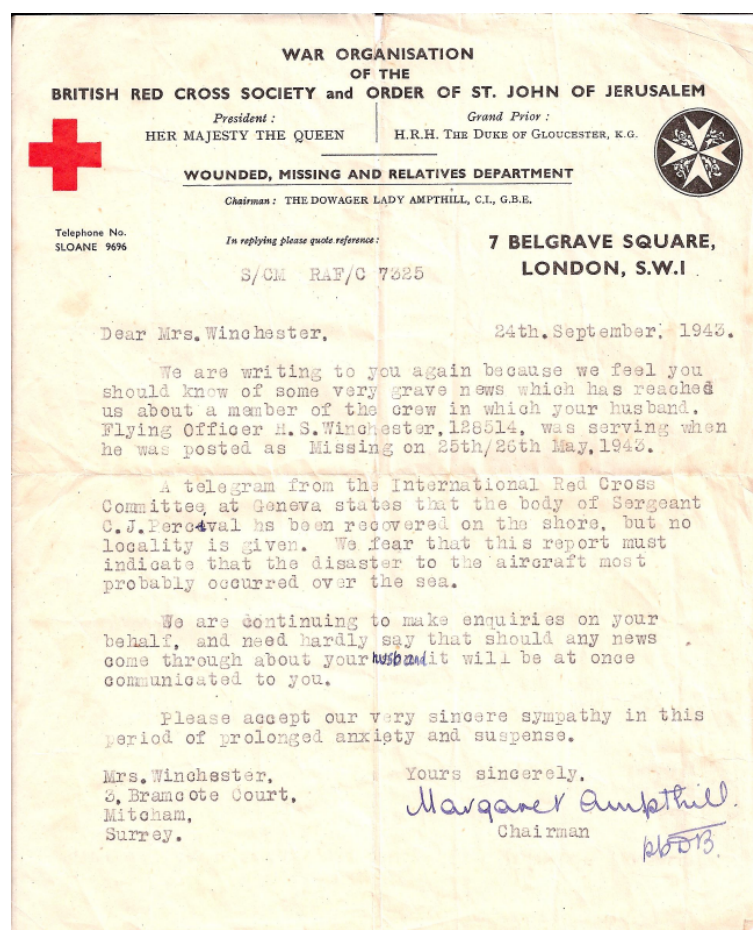 WAR ORGANISATION
OF THE
BRITISH RED CROSS SOCIETY and ORDER OF ST. JOHN OF JERUSALEM
President :
HER MAJESTY THE QUEEN
Grand Prior :
H.R.H. THE DUKE OF GLOUCESTER, K.G.
WOUNDED, MISSING AND RELATIVES DEPARTMENT
Chairman : THE DOWAGER LADY AMPTHILL, C.I., G.B.E.
Telephone No.
SLOANE 9696
In replying please quote reference :
7 BELGRAVE SQUARE,
LONDON, S.W.I
S/CM RAF/C 7325
Dear Mrs.Winchester,
24th.September, 1943.
We are writing to you again because we feel you
should know of some very grave news which has reached
us about a member of the crew in which your husband,
Flying Officer H.S.Winchester,128514, was serving when
he was posted as Missing on 25th/26th May,1943.
A telegram from the International Red Cross
Committee at Geneva states that the body of Sergeant
C.J.Percival hs been recovered on the shore, but no
locality is given. We fear that this report must
indicate that the disaster to the aircraft most
probably occurred over the sea.
We are continuing to make enquiries on your
behalf, and need hardly say that should any news
come through about your husband it will be at once
communicated to you.
Please accept our very sincere sympathy in this
period of prolonged anxiety and suspense.
Mrs.Winchester,
3, Bramcote Court,
Mitcham,
Surrey.
Yours sincerely,
Margaret Ampthill.
Chairman
pp DB.